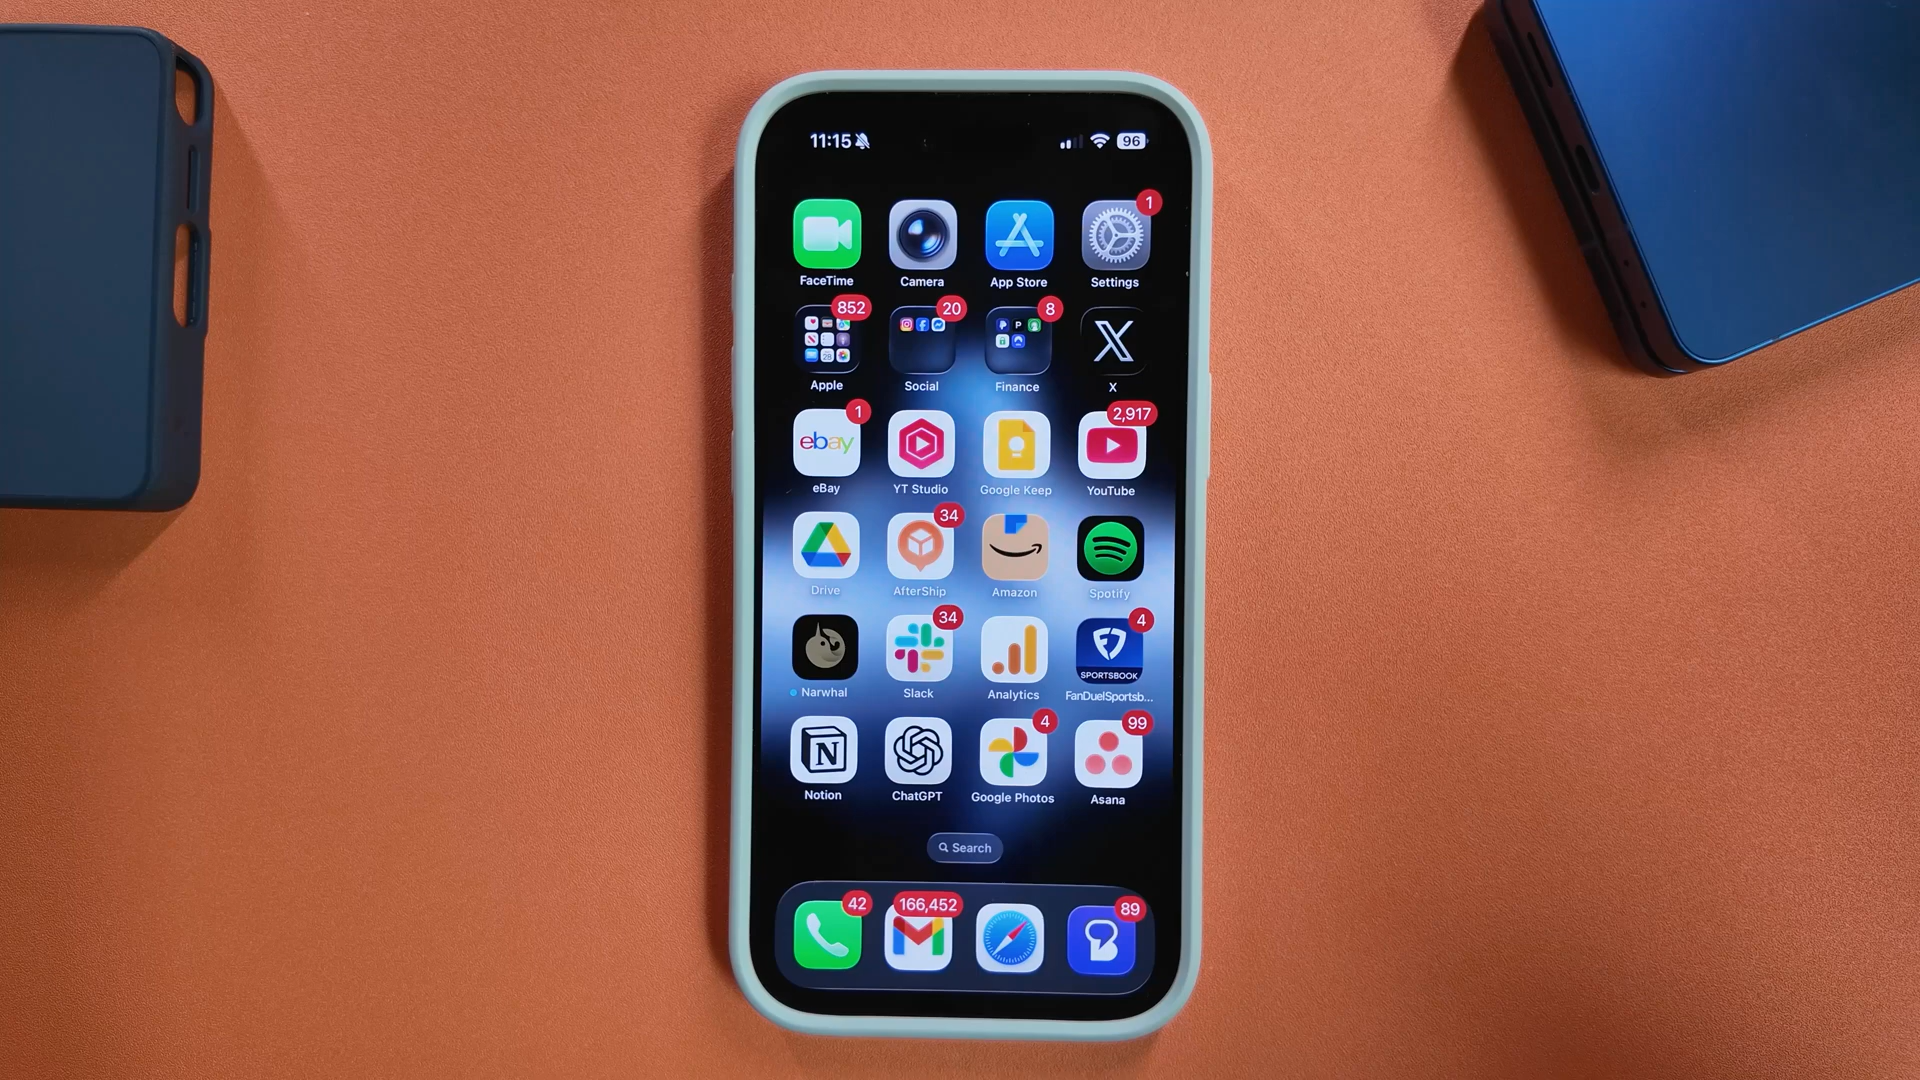 11:15 96
1
FaceTime Camera App Store Settings
852 20 8
28 P
Apple Social Finance X
1 2,917
ebay
eBay YT Studio Google Keep YouTube
34
Drive AfterShip Amazon Spotify
34 4
SPORTSBOOK
Narwhal Slack Analytics FanDuelSportsb...
4 99
N
Notion ChatGPT Google Photos Asana
Search
42 166,452 89